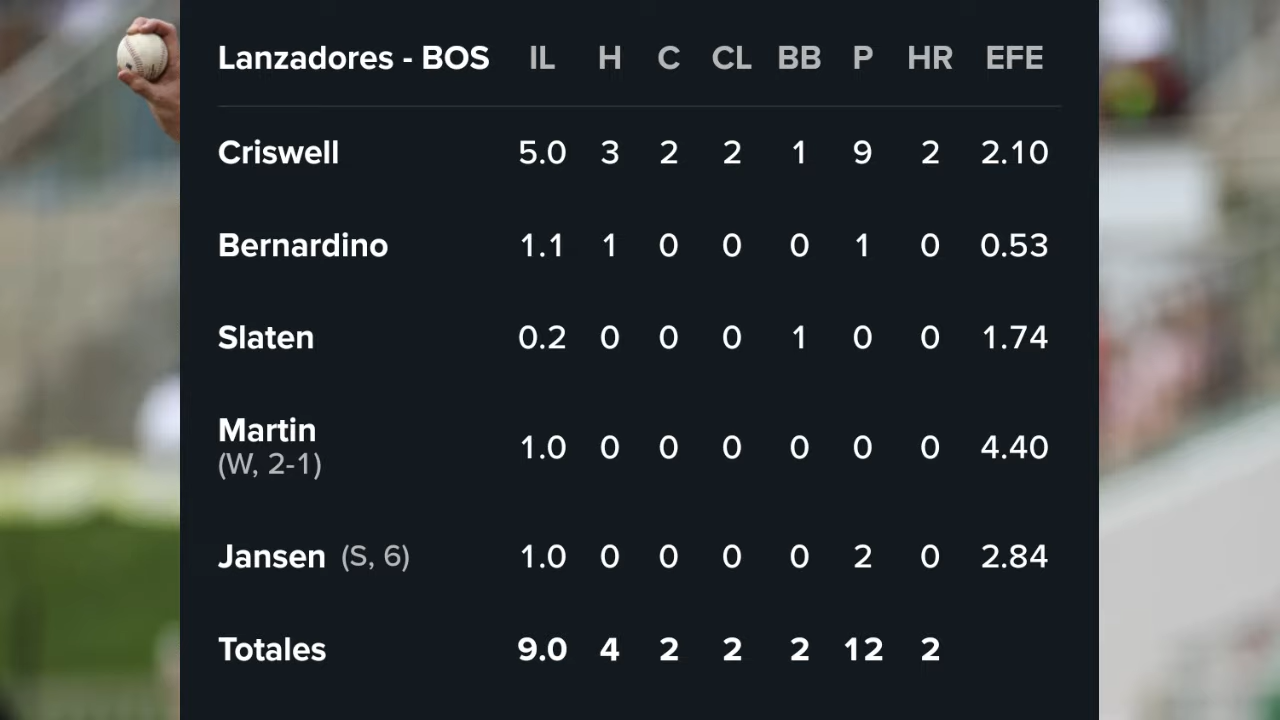 Lanzadores - BOS IL H C CL BB P HR EFE
Criswell 5.0 3 2 2 1 9 2 2.10
Bernardino 1.1 1 0 0 0 1 0 0.53
Slaten 0.2 0 0 0 1 0 0 1.74
Martin
(W, 2-1) 1.0 0 0 0 0 0 0 4.40
Jansen (S, 6) 1.0 0 0 0 0 2 0 2.84
Totales 9.0 4 2 2 2 12 2